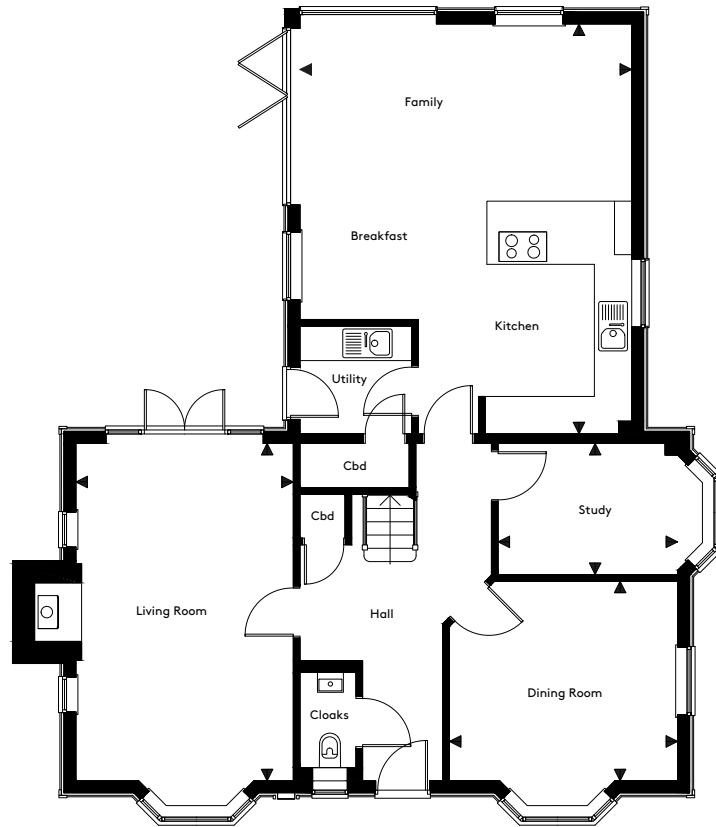 Family
Breakfast
Kitchen
Utility
Cbd
Cbd
Study
Living Room
Hall
Dining Room
Cloaks